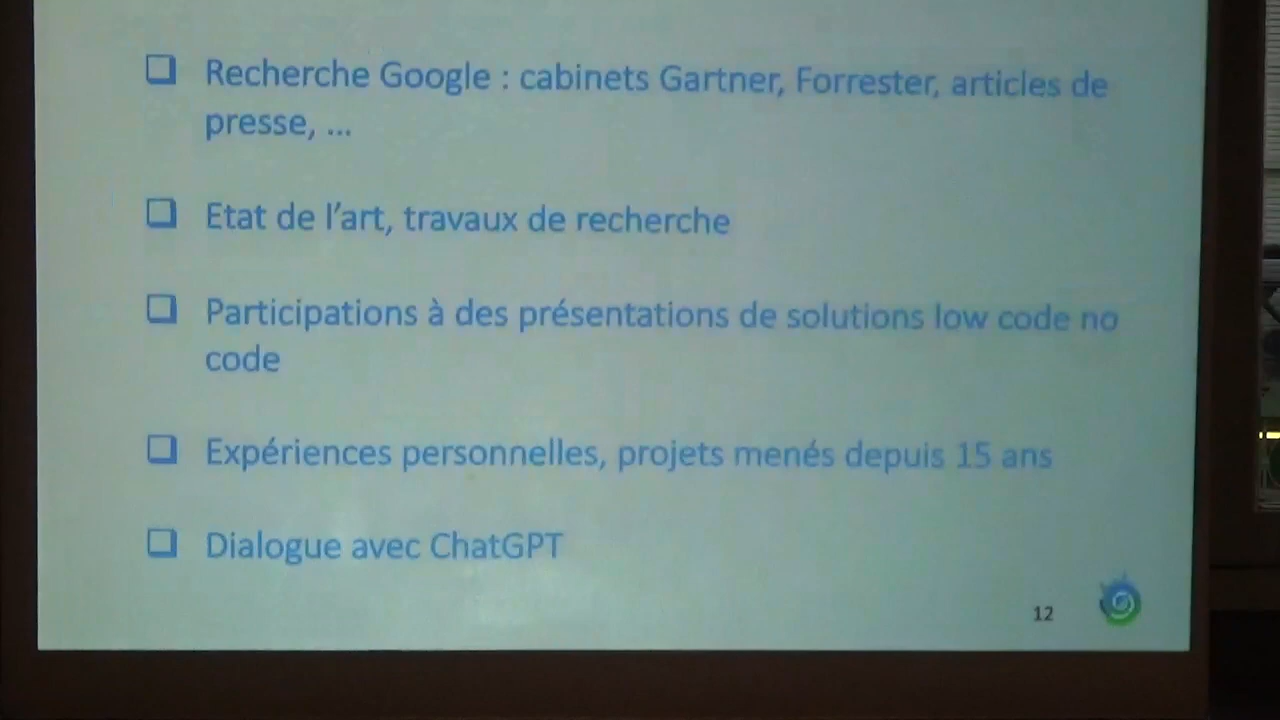 ❑ Recherche Google : cabinets Gartner, Forrester, articles de
presse, ...
❑ Etat de l'art, travaux de recherche
❑ Participations à des présentations de solutions low code no
code
❑ Expériences personnelles, projets menés depuis 15 ans
❑ Dialogue avec ChatGPT
12